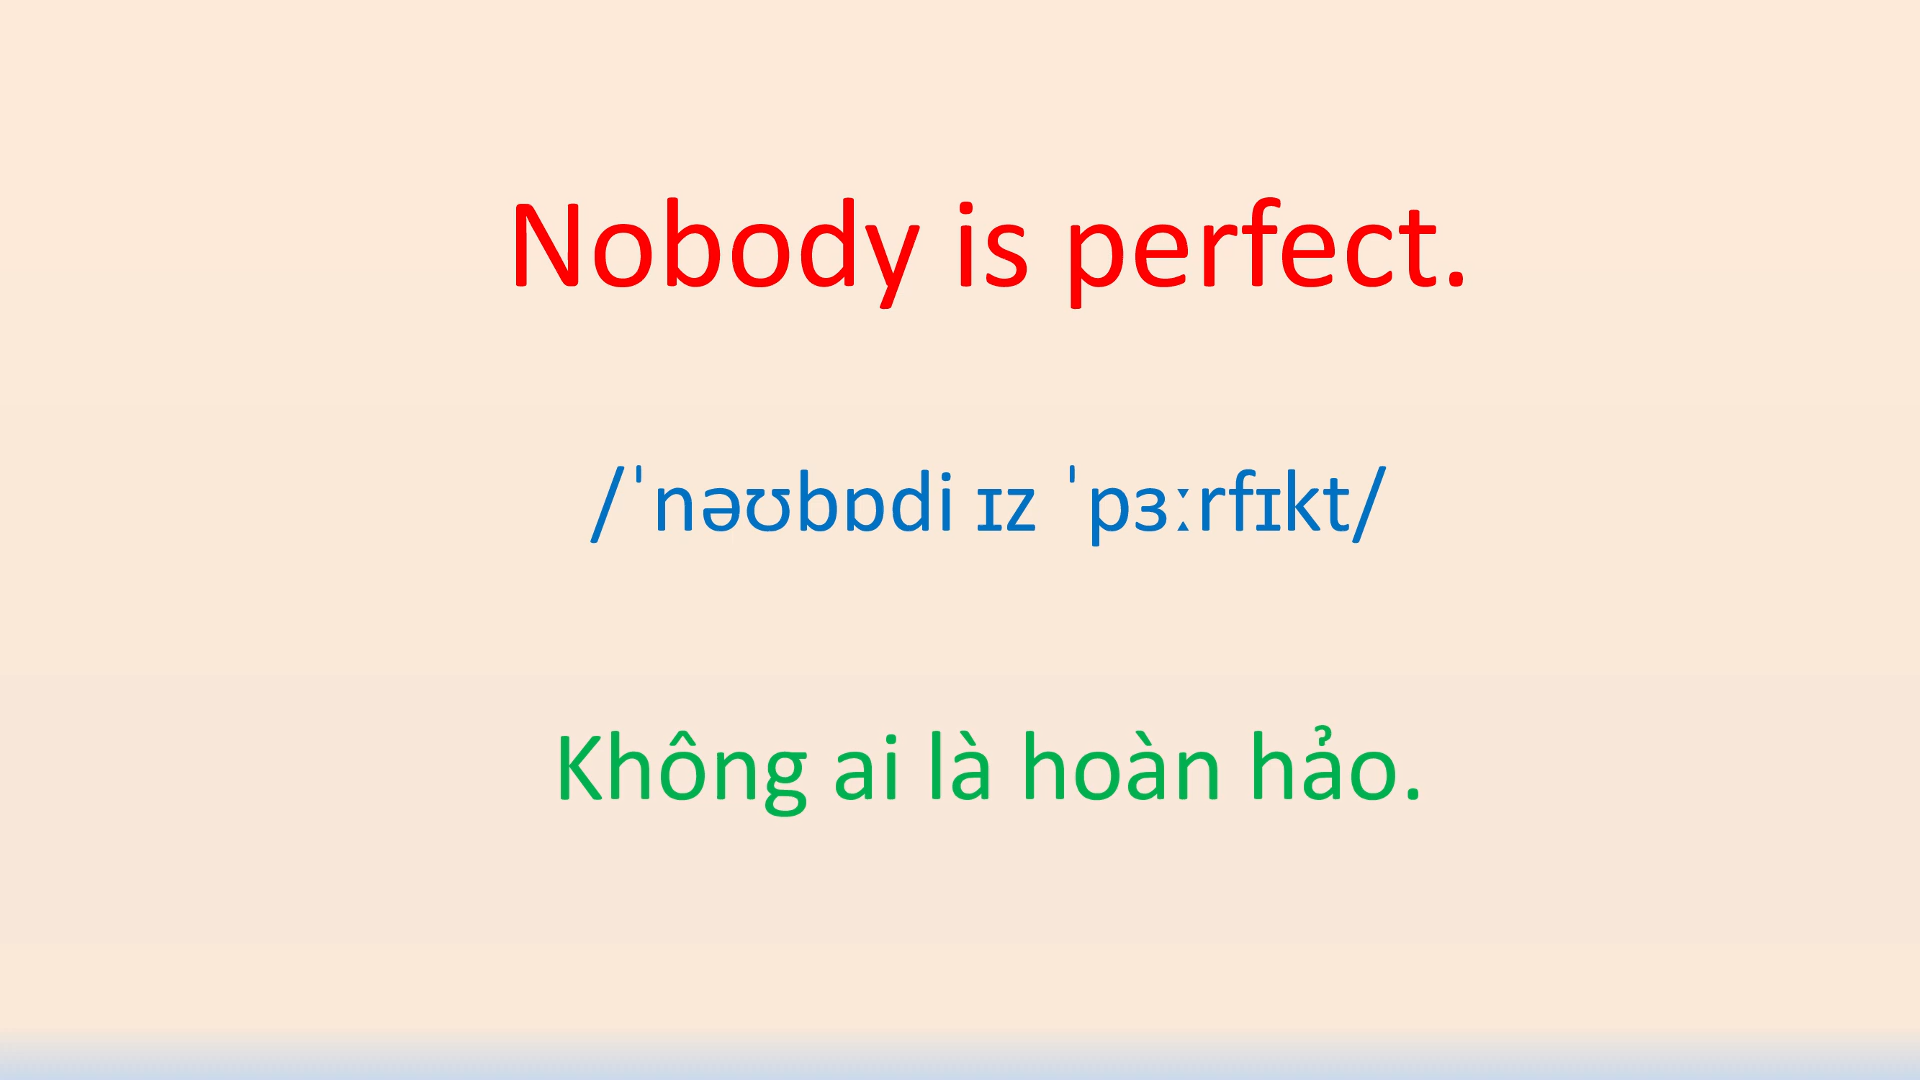 Nobody is perfect.
/ˈnəʊbɒdi ɪz ˈpɜːrfɪkt/
Không ai là hoàn hảo.